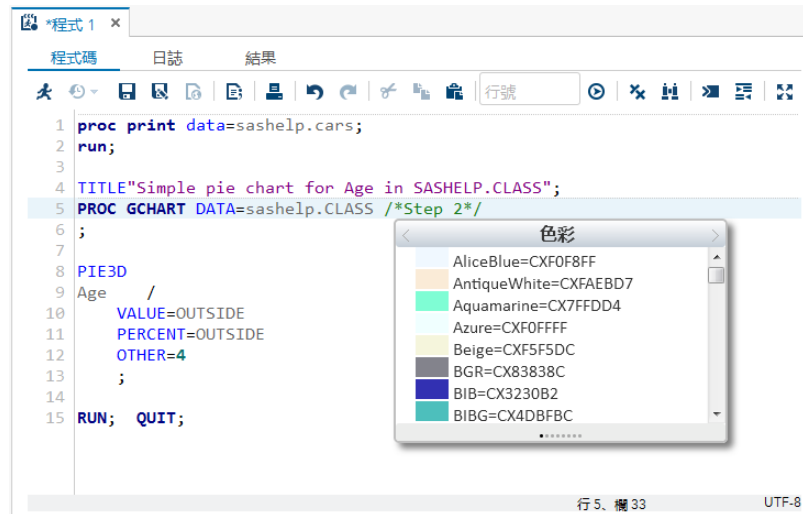 *程式 1 ×
程式碼 日誌 結果
行號
1 proc print data=sashelp.cars;
2 run;
3
4 TITLE"Simple pie chart for Age in SASHELP.CLASS";
5 PROC GCHART DATA=sashelp.CLASS /*Step 2*/
6 ;
7
8 PIE3D
9 Age /
10 VALUE=OUTSIDE
11 PERCENT=OUTSIDE
12 OTHER=4
13 ;
14
15 RUN; QUIT;
色彩
AliceBlue=CXF0F8FF
AntiqueWhite=CXFAEBD7
Aquamarine=CX7FFDD4
Azure=CXF0FFFF
Beige=CXF5F5DC
BGR=CX83838C
BIB=CX3230B2
BIBG=CX4DBFBC
行 5、欄 33 UTF-8